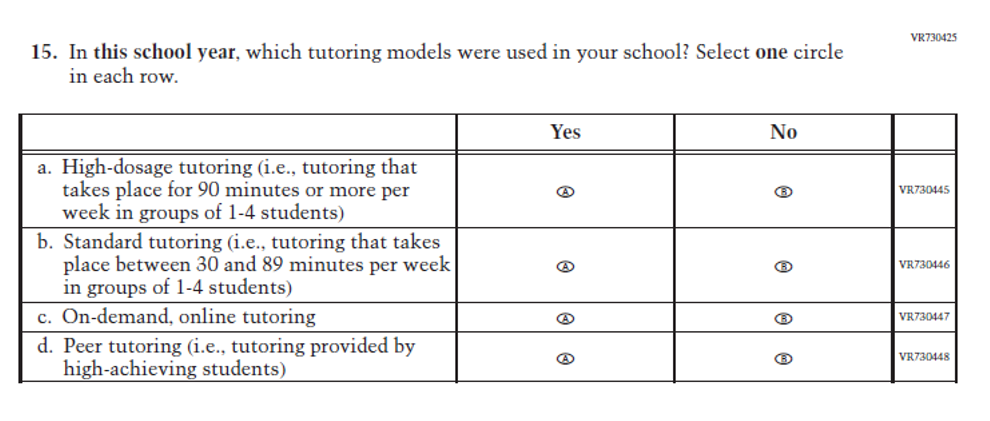 VR730425
15. In this school year, which tutoring models were used in your school? Select one circle
in each row.
Yes No
a. High-dosage tutoring (i.e., tutoring that
takes place for 90 minutes or more per
week in groups of 1-4 students)
A B VR730445
b. Standard tutoring (i.e., tutoring that takes
place between 30 and 89 minutes per week
in groups of 1-4 students)
A B VR730446
c. On-demand, online tutoring A B VR730447
d. Peer tutoring (i.e., tutoring provided by
high-achieving students)
A B VR730448